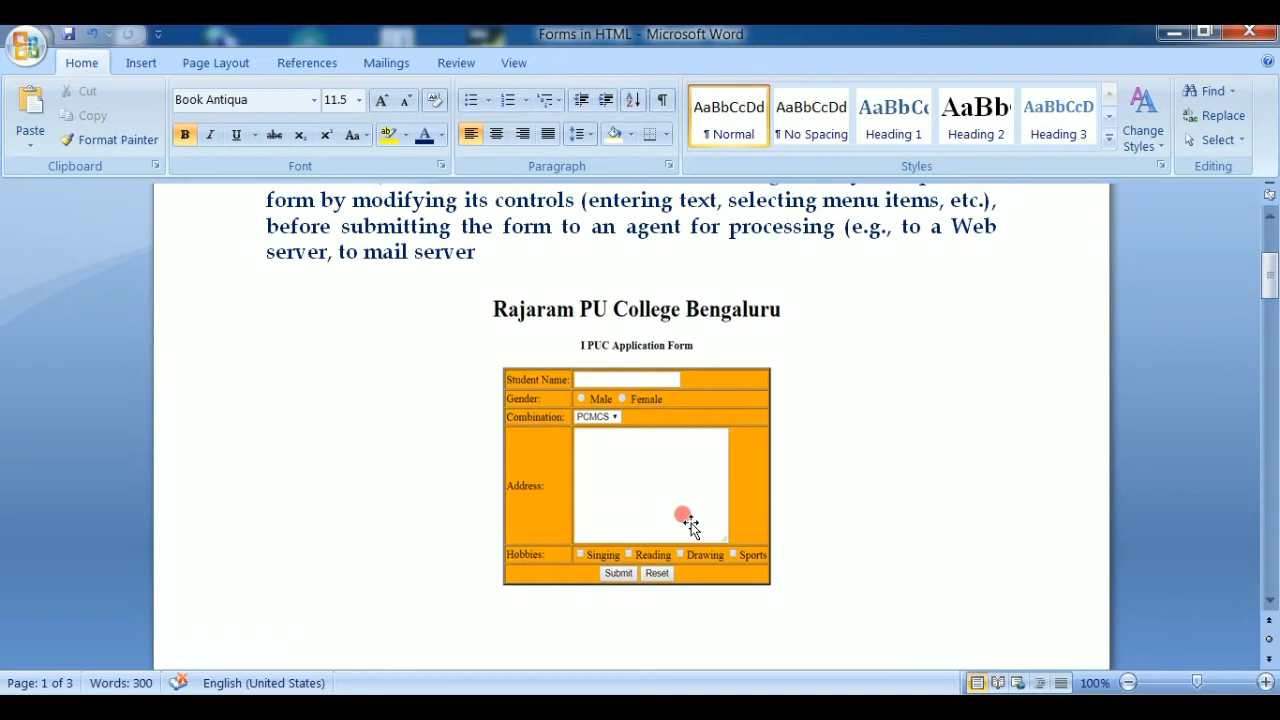 Forms in HTML - Microsoft Word
Home Insert Page Layout References Mailings Review View
Paste
Cut
Copy
Format Painter
Clipboard
Book Antiqua 11.5
B I U abc x₂ x² Aa
Font
Paragraph
AaBbCcDd ¶ Normal
AaBbCcDd ¶ No Spacing
AaBbCc Heading 1
AaBb( Heading 2
AaBbCcD Heading 3
Change Styles
Styles
Find
Replace
Select
Editing
form by modifying its controls (entering text, selecting menu items, etc.),
before submitting the form to an agent for processing (e.g., to a Web
server, to mail server
Rajaram PU College Bengaluru
I PUC Application Form
Student Name:
Gender: Male Female
Combination: PCMCS
Address:
Hobbies: Singing Reading Drawing Sports
Submit Reset
Page: 1 of 3 Words: 300 English (United States) 100%